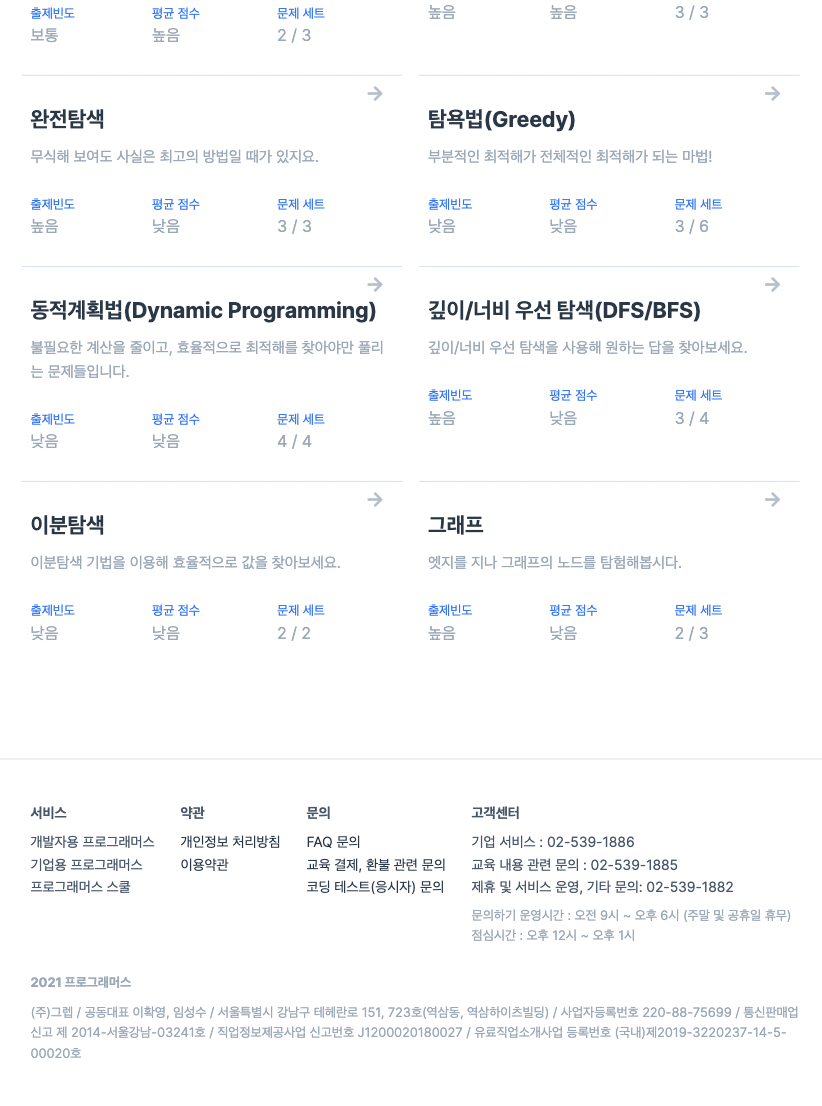 출제빈도 평균 점수 문제 세트
보통 높음 2 / 3
높음 높음 3 / 3
완전탐색
무식해 보여도 사실은 최고의 방법일 때가 있지요.
출제빈도 평균 점수 문제 세트
높음 낮음 3 / 3
탐욕법(Greedy)
부분적인 최적해가 전체적인 최적해가 되는 마법!
출제빈도 평균 점수 문제 세트
낮음 낮음 3 / 6
동적계획법(Dynamic Programming)
불필요한 계산을 줄이고, 효율적으로 최적해를 찾아야만 풀리
는 문제들입니다.
출제빈도 평균 점수 문제 세트
낮음 낮음 4 / 4
깊이/너비 우선 탐색(DFS/BFS)
깊이/너비 우선 탐색을 사용해 원하는 답을 찾아보세요.
출제빈도 평균 점수 문제 세트
높음 낮음 3 / 4
이분탐색
이분탐색 기법을 이용해 효율적으로 값을 찾아보세요.
출제빈도 평균 점수 문제 세트
낮음 낮음 2 / 2
그래프
엣지를 지나 그래프의 노드를 탐험해봅시다.
출제빈도 평균 점수 문제 세트
높음 낮음 2 / 3
서비스
개발자용 프로그래머스
기업용 프로그래머스
프로그래머스 스쿨
약관
개인정보 처리방침
이용약관
문의
FAQ 문의
교육 결제, 환불 관련 문의
코딩 테스트(응시자) 문의
고객센터
기업 서비스 : 02-539-1886
교육 내용 관련 문의 : 02-539-1885
제휴 및 서비스 운영, 기타 문의: 02-539-1882
문의하기 운영시간 : 오전 9시 ~ 오후 6시 (주말 및 공휴일 휴무)
점심시간 : 오후 12시 ~ 오후 1시
2021 프로그래머스
(주)그렙 / 공동대표 이확영, 임성수 / 서울특별시 강남구 테헤란로 151, 723호(역삼동, 역삼하이츠빌딩) / 사업자등록번호 220-88-75699 / 통신판매업
신고 제 2014-서울강남-03241호 / 직업정보제공사업 신고번호 J1200020180027 / 유료직업소개사업 등록번호 (국내)제2019-3220237-14-5-
00020호